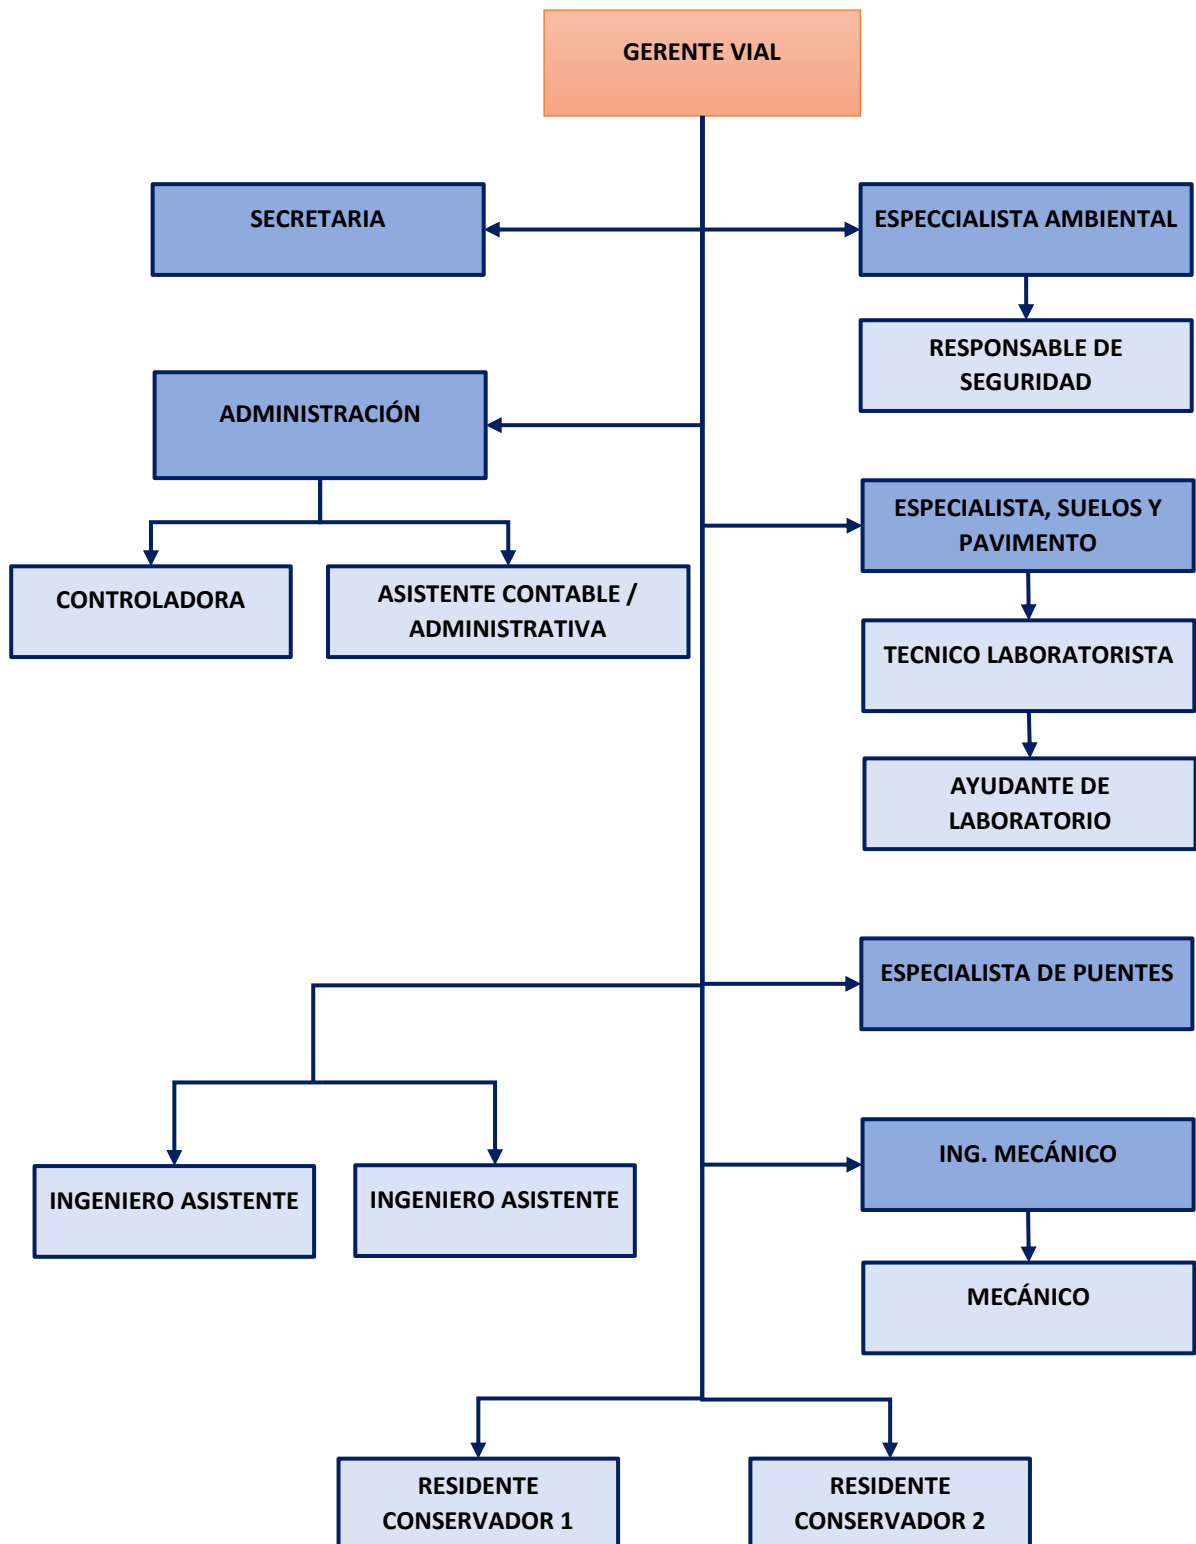 GERENTE VIAL
SECRETARIA
ESPECCIALISTA AMBIENTAL
RESPONSABLE DE
SEGURIDAD
ADMINISTRACIÓN
ESPECIALISTA, SUELOS Y
PAVIMENTO
CONTROLADORA
ASISTENTE CONTABLE /
ADMINISTRATIVA
TECNICO LABORATORISTA
AYUDANTE DE
LABORATORIO
ESPECIALISTA DE PUENTES
ING. MECÁNICO
INGENIERO ASISTENTE
INGENIERO ASISTENTE
MECÁNICO
RESIDENTE
CONSERVADOR 1
RESIDENTE
CONSERVADOR 2